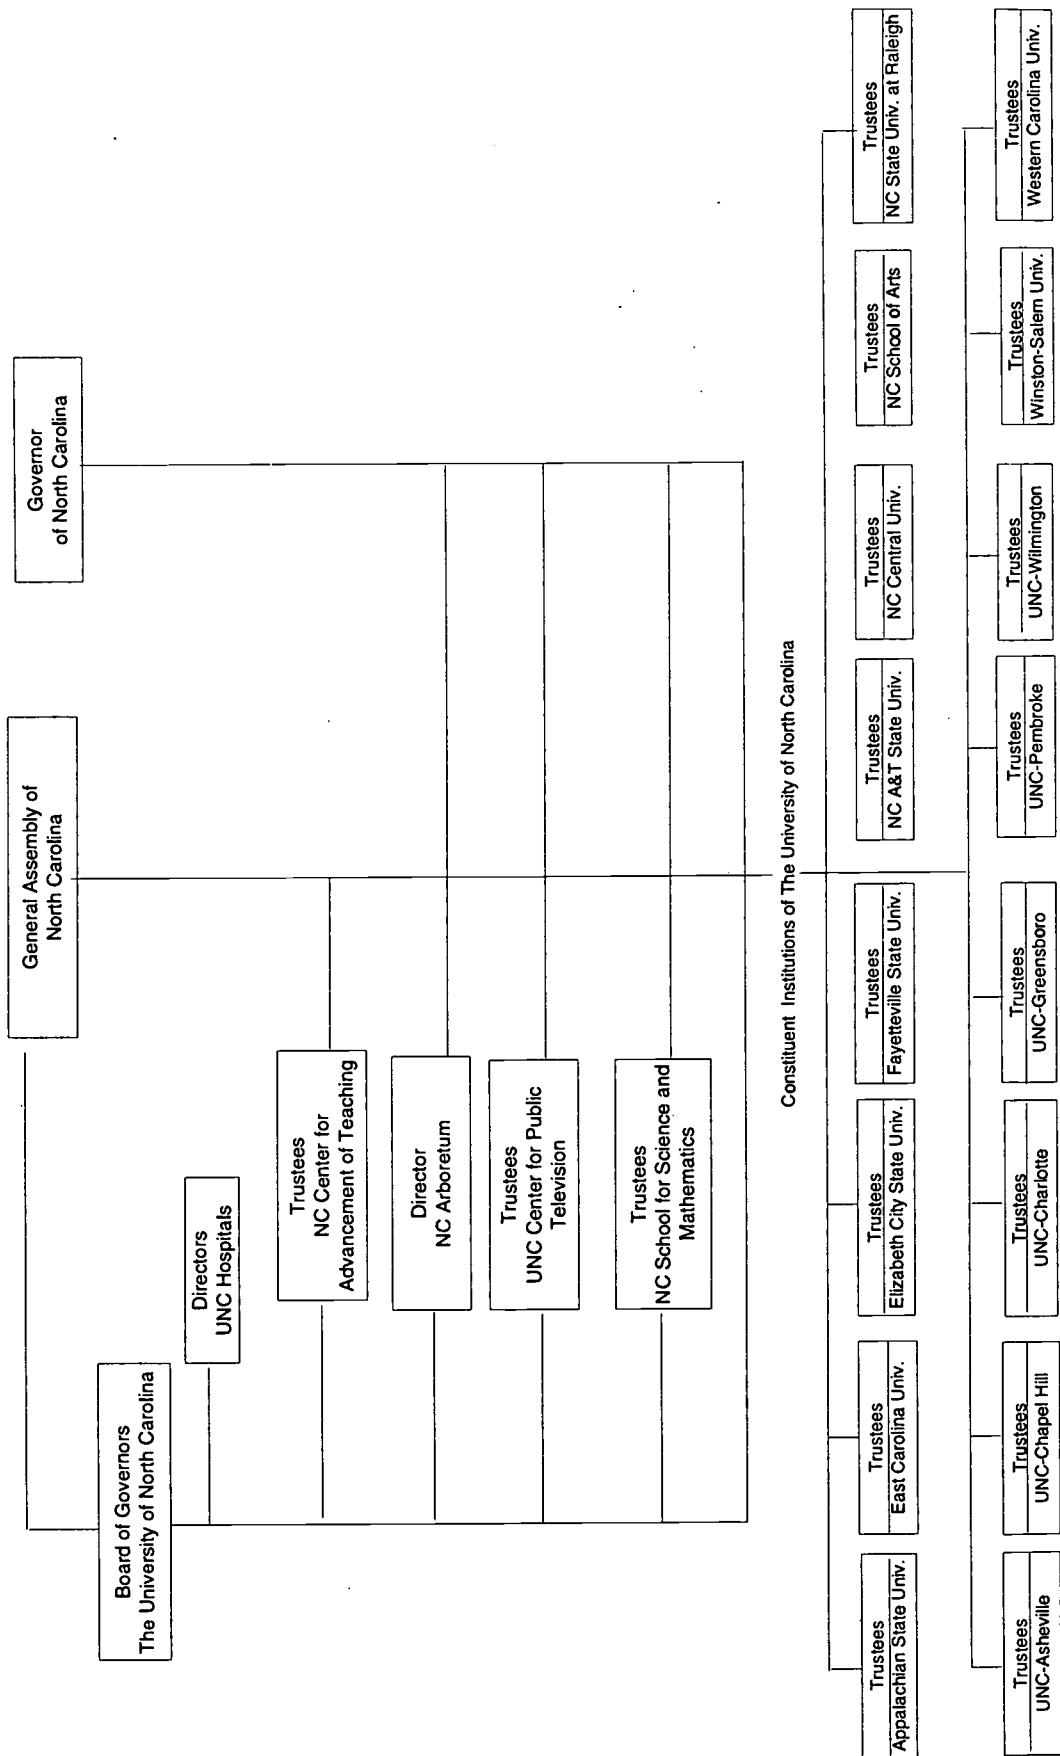 General Assembly of
North Carolina
Governor
of North Carolina
Board of Governors
The University of North Carolina
Directors
UNC Hospitals
Trustees
NC Center for
Advancement of Teaching
Director
NC Arboretum
Trustees
UNC Center for Public
Television
Trustees
NC School for Science and
Mathematics
Constituent Institutions of The University of North Carolina
Trustees
Appalachian State Univ.
Trustees
East Carolina Univ.
Trustees
Elizabeth City State Univ.
Trustees
Fayetteville State Univ.
Trustees
NC A&T State Univ.
Trustees
NC Central Univ.
Trustees
NC School of Arts
Trustees
NC State Univ. at Raleigh
Trustees
UNC-Asheville
Trustees
UNC-Chapel Hill
Trustees
UNC-Charlotte
Trustees
UNC-Greensboro
Trustees
UNC-Pembroke
Trustees
UNC-Wilmington
Trustees
Winston-Salem Univ.
Trustees
Western Carolina Univ.